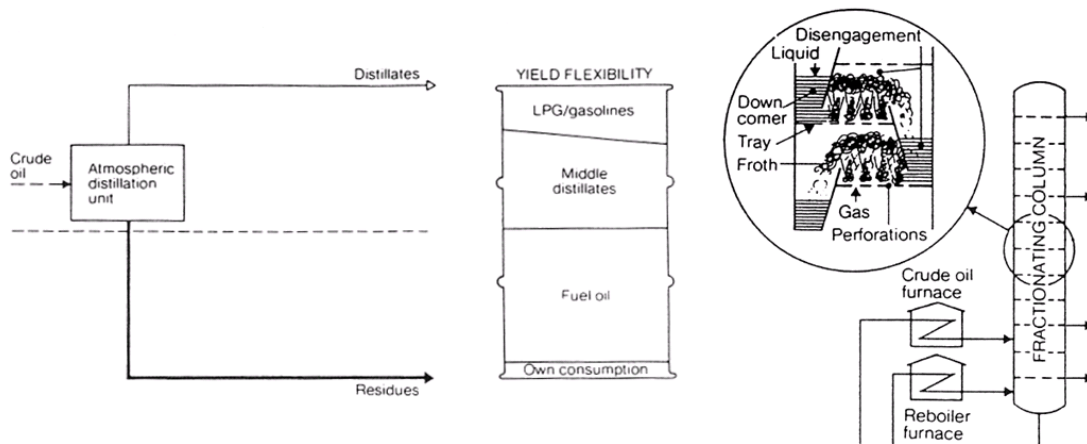 Distillates
Crude
oil
Atmospheric
distillation
unit
Residues
YIELD FLEXIBILITY
LPG/gasolines
Middle
distillates
Fuel oil
Own consumption
Disengagement
Liquid
Down
comer
Tray
Froth
Gas
Perforations
FRACTIONATING COLUMN
Crude oil
furnace
Reboiler
furnace